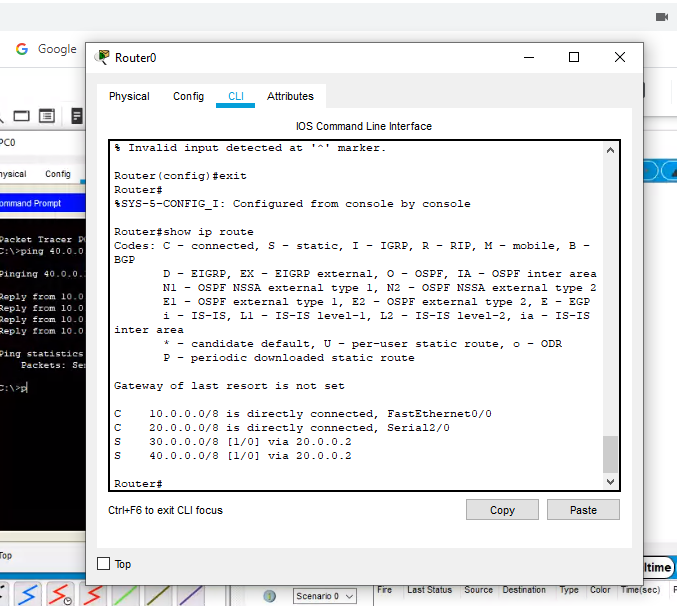 Google
Router0
Physical Config CLI Attributes
IOS Command Line Interface
% Invalid input detected at '^' marker.
Router(config)#exit
Router#
%SYS-5-CONFIG_I: Configured from console by console
Router#show ip route
Codes: C - connected, S - static, I - IGRP, R - RIP, M - mobile, B -
BGP
D - EIGRP, EX - EIGRP external, O - OSPF, IA - OSPF inter area
N1 - OSPF NSSA external type 1, N2 - OSPF NSSA external type 2
E1 - OSPF external type 1, E2 - OSPF external type 2, E - EGP
i - IS-IS, L1 - IS-IS level-1, L2 - IS-IS level-2, ia - IS-IS
inter area
* - candidate default, U - per-user static route, o - ODR
P - periodic downloaded static route
Gateway of last resort is not set
C 10.0.0.0/8 is directly connected, FastEthernet0/0
C 20.0.0.0/8 is directly connected, Serial2/0
S 30.0.0.0/8 [1/0] via 20.0.0.2
S 40.0.0.0/8 [1/0] via 20.0.0.2
Router#
Ctrl+F6 to exit CLI focus
Copy Paste
Top
PC0
hysical Config
ommand Prompt
Packet Tracer P
C:\>ping 40.0.0.
Pinging 40.0.0.
Reply from 10.0
Reply from 10.0
Reply from 10.0
Reply from 10.0
Ping statistics
Packets: Se
C:\>p
Top
ltime
Scenario 0
Fire Last Status Source Destination Type Color Time(sec)